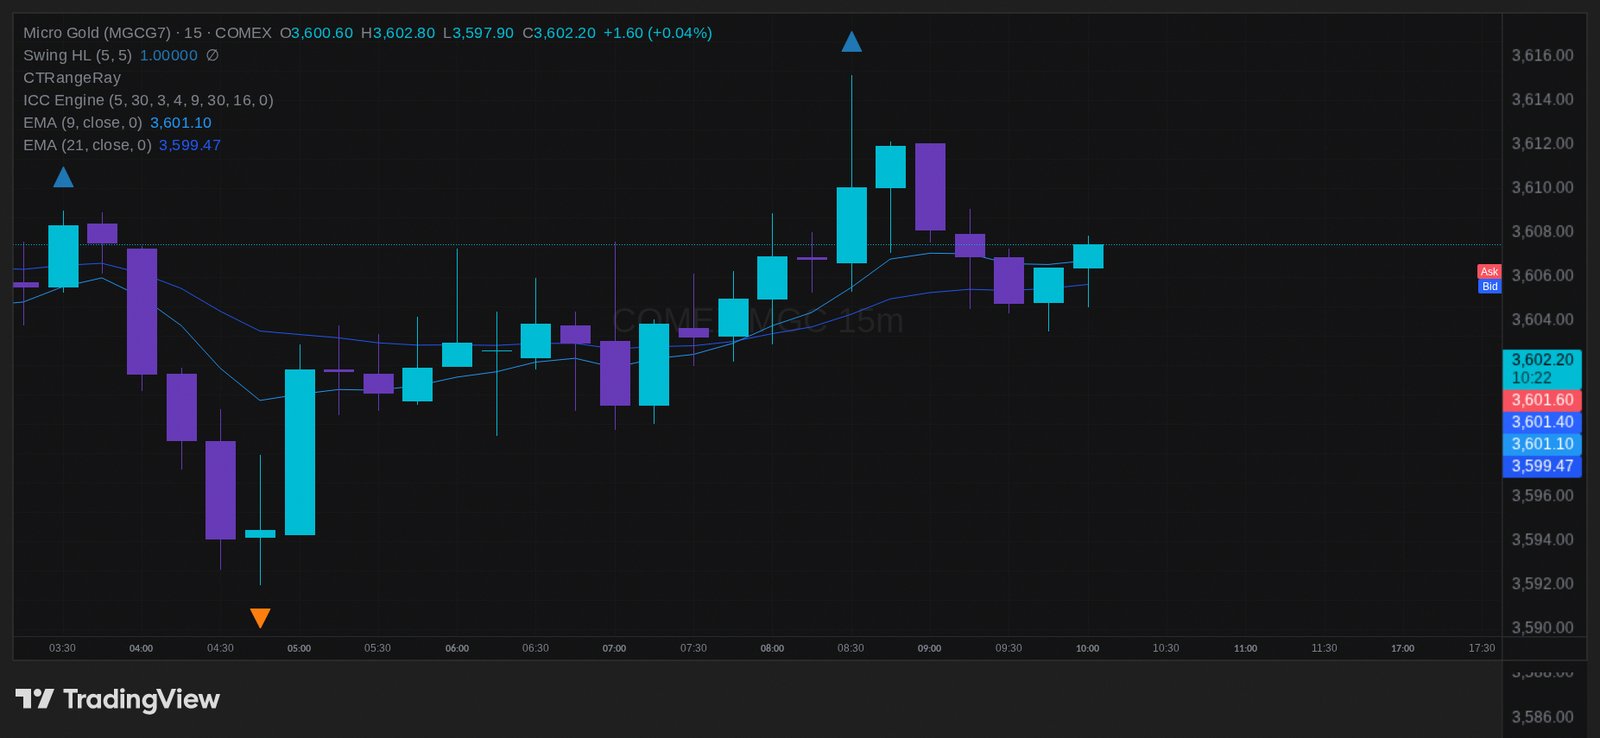 Micro Gold (MGCG7) · 15 · COMEX O3,600.60 H3,602.80 L3,597.90 C3,602.20 +1.60 (+0.04%)
Swing HL (5, 5) 1.00000 ∅
CTRangeRay
ICC Engine (5, 30, 3, 4, 9, 30, 16, 0)
EMA (9, close, 0) 3,601.10
EMA (21, close, 0) 3,599.47
3,616.00
3,614.00
3,612.00
3,610.00
3,608.00
3,606.00
Ask
Bid
3,604.00
MGC 15m
3,602.20
10:22
3,601.60
3,601.40
3,601.10
3,599.47
3,596.00
3,594.00
3,592.00
3,590.00
03:30 04:00 04:30 05:00 05:30 06:00 06:30 07:00 07:30 08:00 08:30 09:00 09:30 10:00 10:30 11:00 11:30 17:00 17:30
TradingView
3,586.00